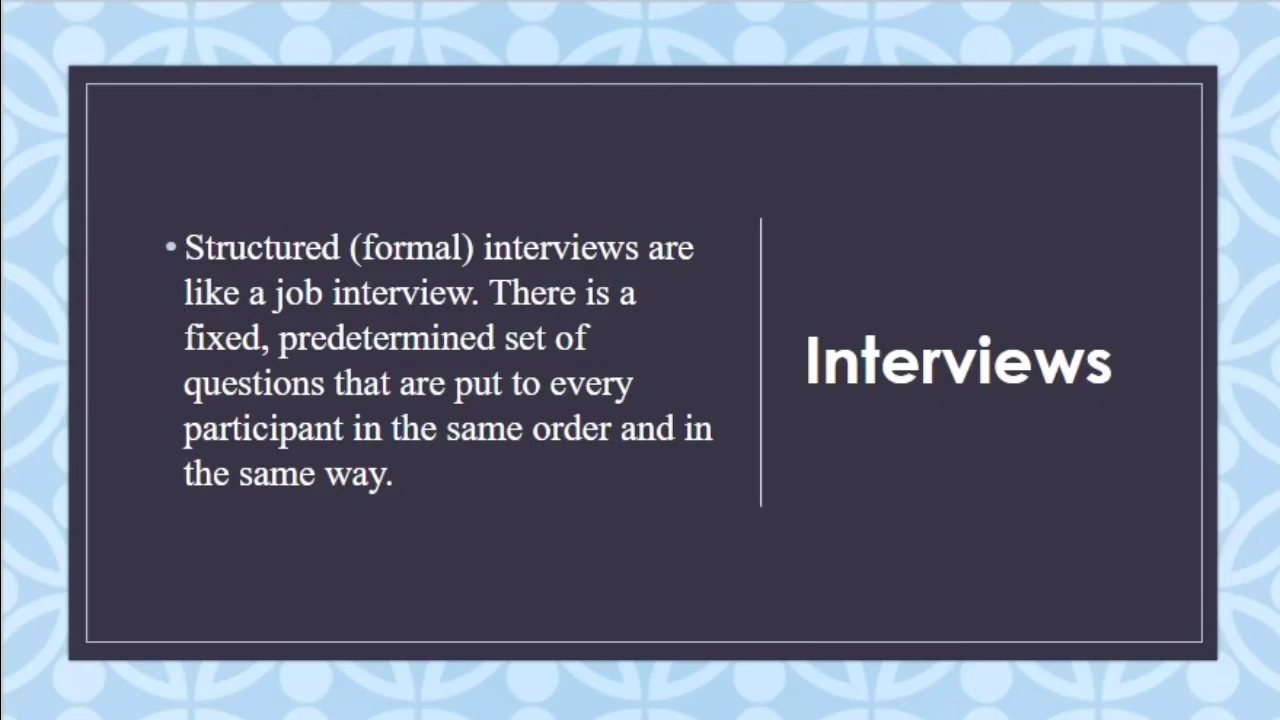 • Structured (formal) interviews are
like a job interview. There is a
fixed, predetermined set of
questions that are put to every
participant in the same order and in
the same way.
Interviews